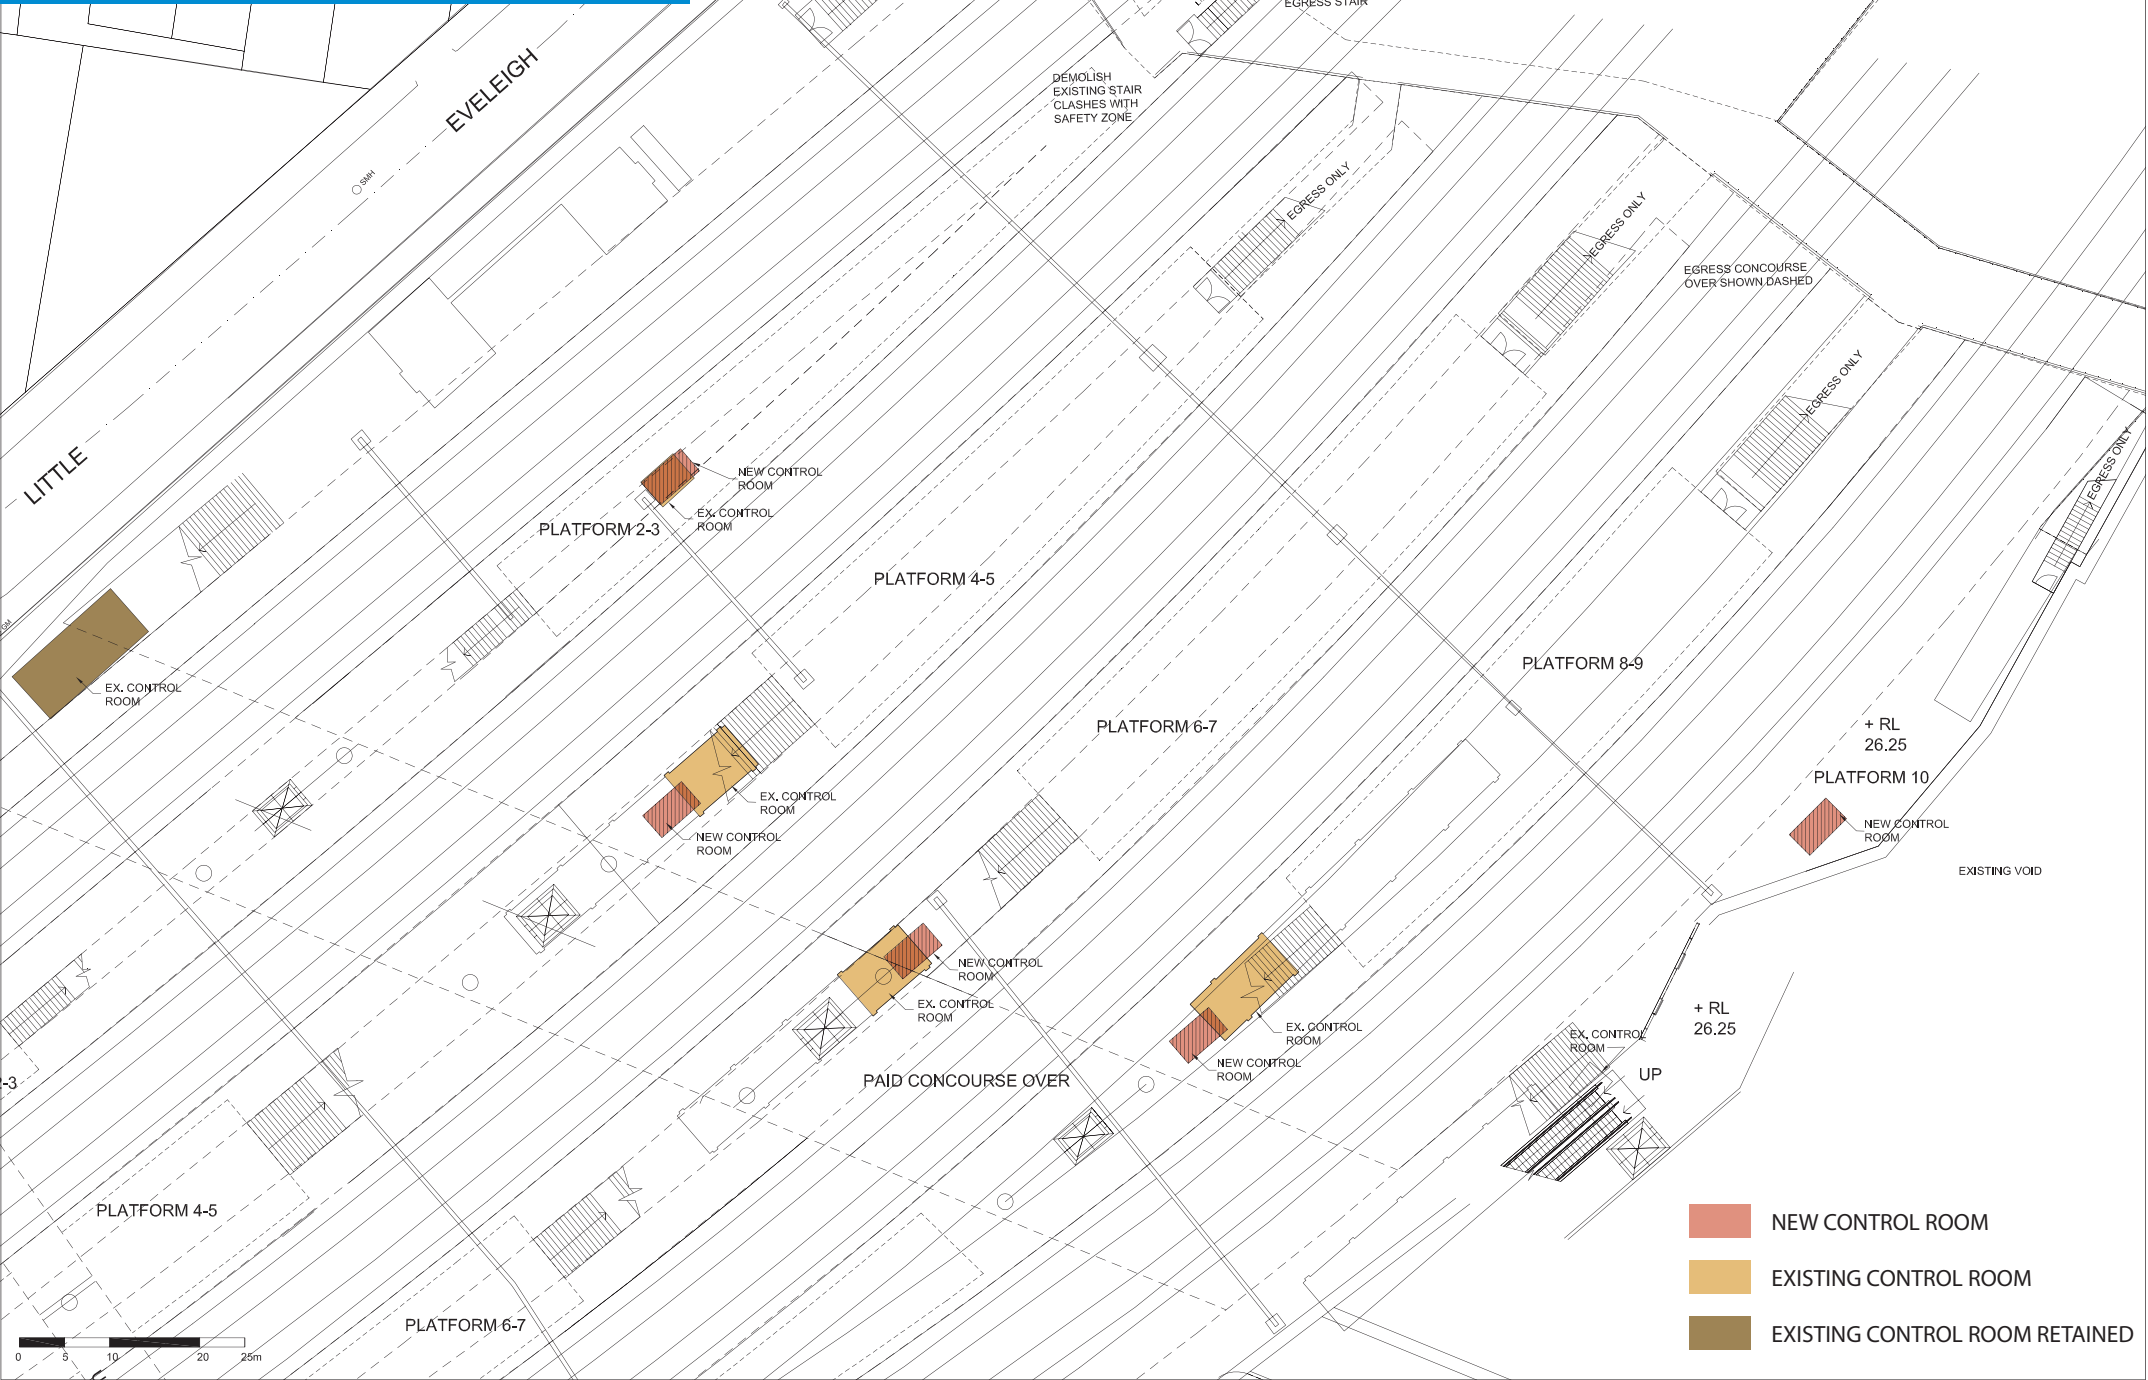 EGRESS STAIR
EVELEIGH
DEMOLISH
EXISTING STAIR
CLASHES WITH
SAFETY ZONE
SMH
EGRESS ONLY
EGRESS ONLY
EGRESS CONCOURSE
OVER SHOWN DASHED
EGRESS ONLY
EGRESS ONLY
LITTLE
NEW CONTROL
ROOM
EX. CONTROL
ROOM
PLATFORM 2-3
PLATFORM 4-5
PLATFORM 8-9
EX. CONTROL
ROOM
PLATFORM 6-7
+ RL
26.25
PLATFORM 10
EX. CONTROL
ROOM
NEW CONTROL
ROOM
NEW CONTROL
ROOM
EXISTING VOID
NEW CONTROL
ROOM
EX. CONTROL
ROOM
+ RL
26.25
EX. CONTROL
ROOM
EX. CONTROL
ROOM
NEW CONTROL
ROOM
UP
PAID CONCOURSE OVER
-3
PLATFORM 4-5
PLATFORM 6-7
NEW CONTROL ROOM
EXISTING CONTROL ROOM
EXISTING CONTROL ROOM RETAINED
0 5 10 20 25m